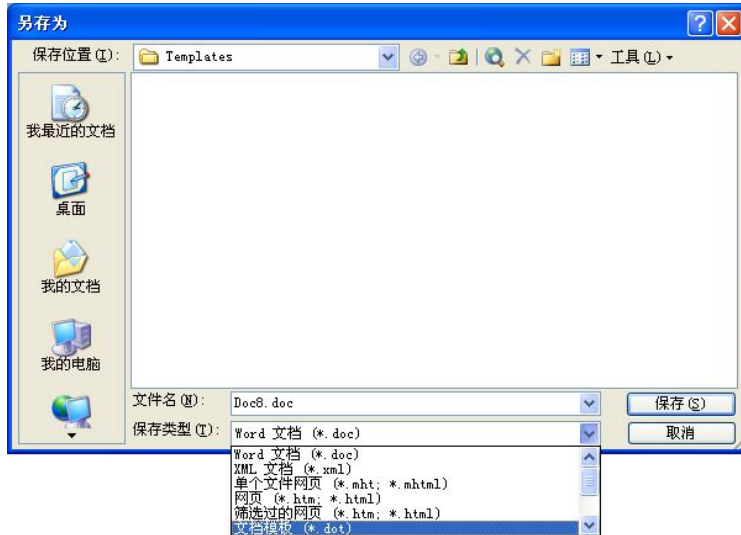 另存为
保存位置(I):
Templates
工具(L)
我最近的文档
桌面
我的文档
我的电脑
文件名(N):
Doc8.doc
保存(S)
保存类型(T):
Word 文档 (*.doc)
取消
Word 文档 (*.doc)
XML 文档 (*.xml)
单个文件网页 (*.mht; *.mhtml)
网页 (*.htm; *.html)
筛选过的网页 (*.htm; *.html)
文档模板 (*.dot)